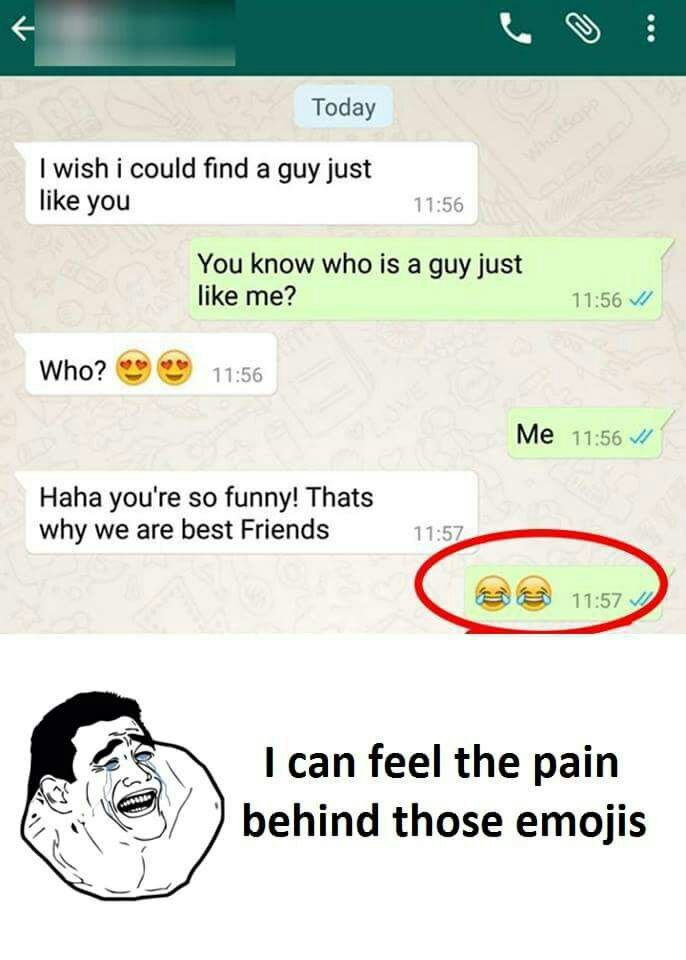 Today
I wish i could find a guy just
like you
11:56
You know who is a guy just
like me?
11:56
Who? 😍😍 11:56
Me 11:56
Haha you're so funny! Thats
why we are best Friends
11:57
😂😂 11:57
I can feel the pain
behind those emojis